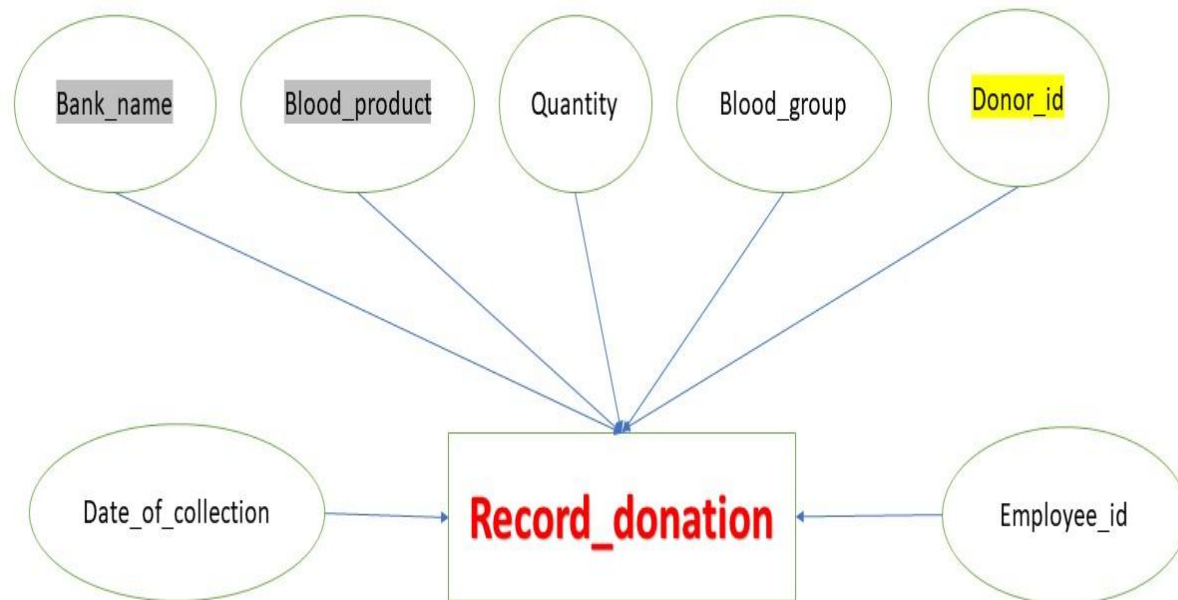 Bank_name
Blood_product
Quantity
Blood_group
Donor_id
Date_of_collection
Record_donation
Employee_id